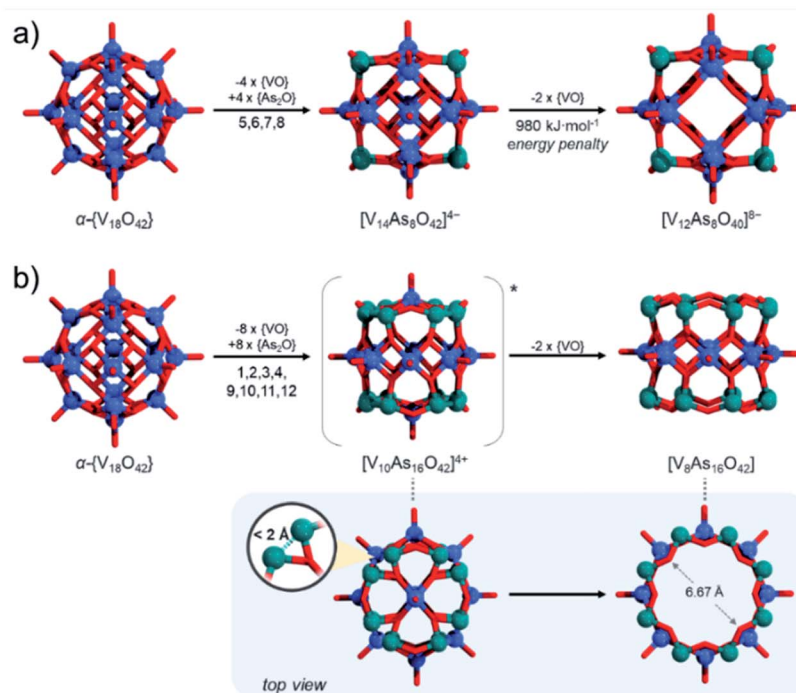 a)
-4 x {VO}
+4 x {As₂O}
5,6,7,8
-2 x {VO}
980 kJ·mol⁻¹
energy penalty
α-{V₁₈O₄₂}
[V₁₄As₈O₄₂]⁴⁻
[V₁₂As₈O₄₀]⁸⁻
b)
*
-8 x {VO}
+8 x {As₂O}
1,2,3,4,
9,10,11,12
-2 x {VO}
α-{V₁₈O₄₂}
[V₁₀As₁₆O₄₂]⁴⁺
[V₈As₁₆O₄₂]
< 2 Å
6.67 Å
top view